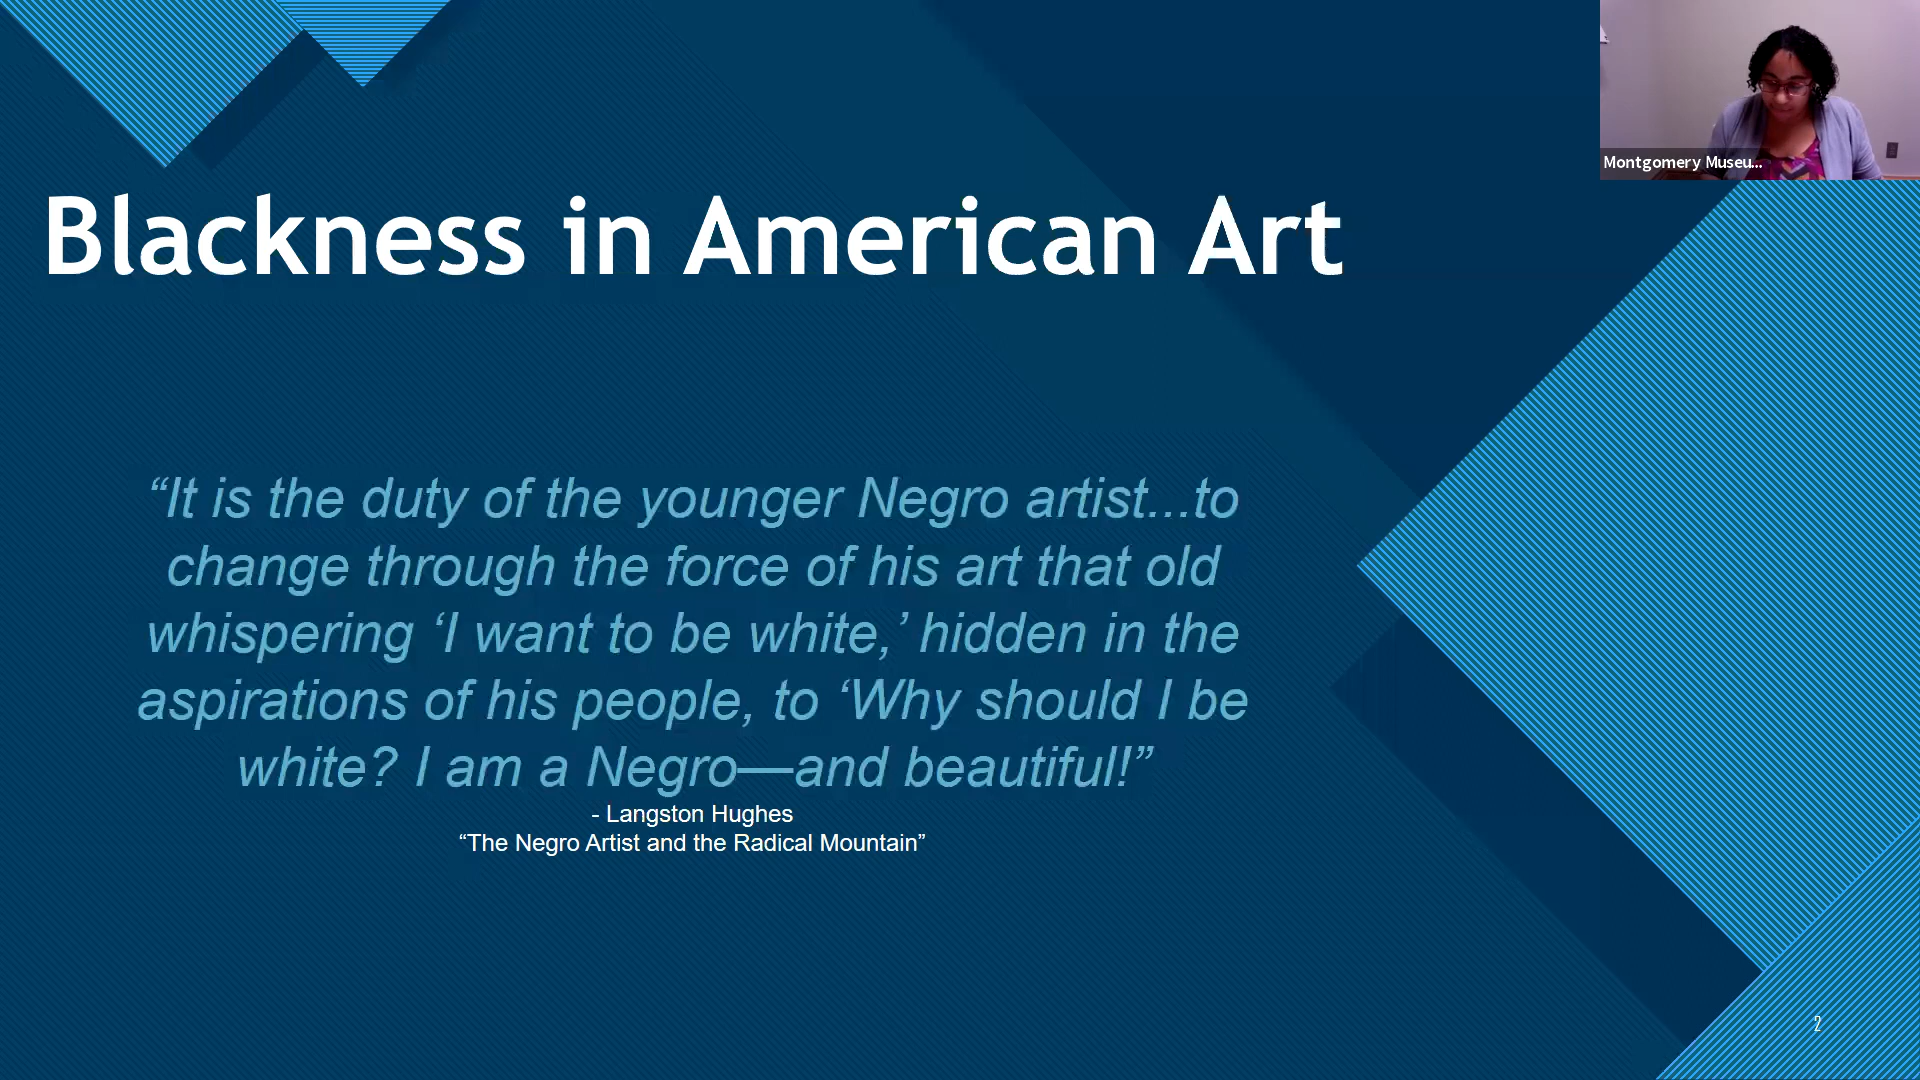 Montgomery Museu...
Blackness in American Art
“It is the duty of the younger Negro artist...to
change through the force of his art that old
whispering ‘I want to be white,’ hidden in the
aspirations of his people, to ‘Why should I be
white? I am a Negro—and beautiful!”
- Langston Hughes
“The Negro Artist and the Radical Mountain”
2